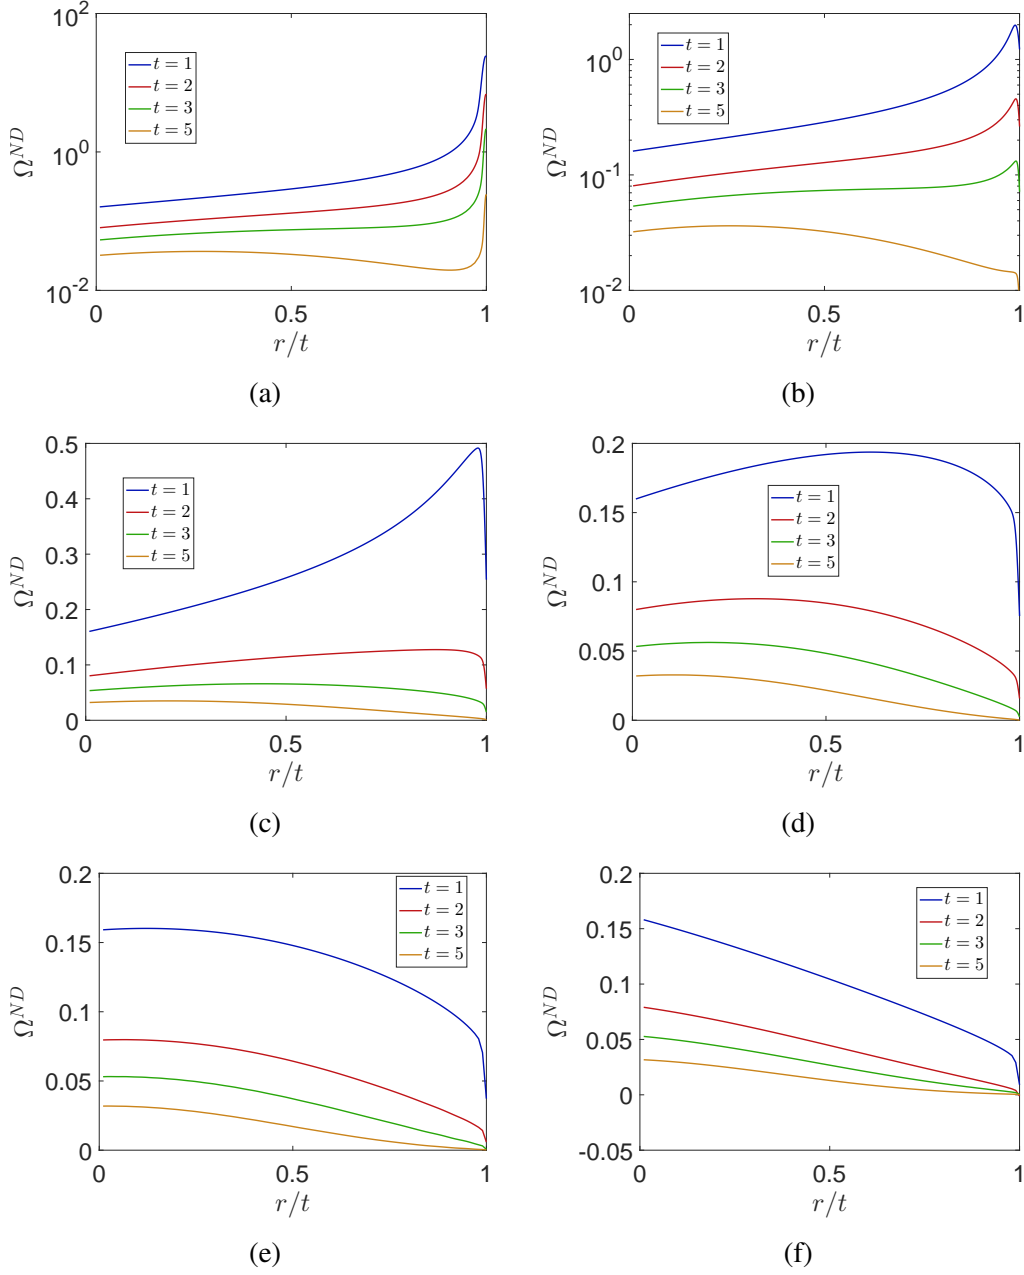 10^2
10^0
10^-2
Ω^ND
t = 1
t = 2
t = 3
t = 5
0
0.5
1
r/t
(a)
10^0
10^-1
10^-2
Ω^ND
t = 1
t = 2
t = 3
t = 5
0
0.5
1
r/t
(b)
0.5
0.4
0.3
0.2
0.1
0
Ω^ND
t = 1
t = 2
t = 3
t = 5
0
0.5
1
r/t
(c)
0.2
0.15
0.1
0.05
0
Ω^ND
t = 1
t = 2
t = 3
t = 5
0
0.5
1
r/t
(d)
0.2
0.15
0.1
0.05
0
Ω^ND
t = 1
t = 2
t = 3
t = 5
0
0.5
1
r/t
(e)
0.2
0.15
0.1
0.05
0
-0.05
Ω^ND
t = 1
t = 2
t = 3
t = 5
0
0.5
1
r/t
(f)